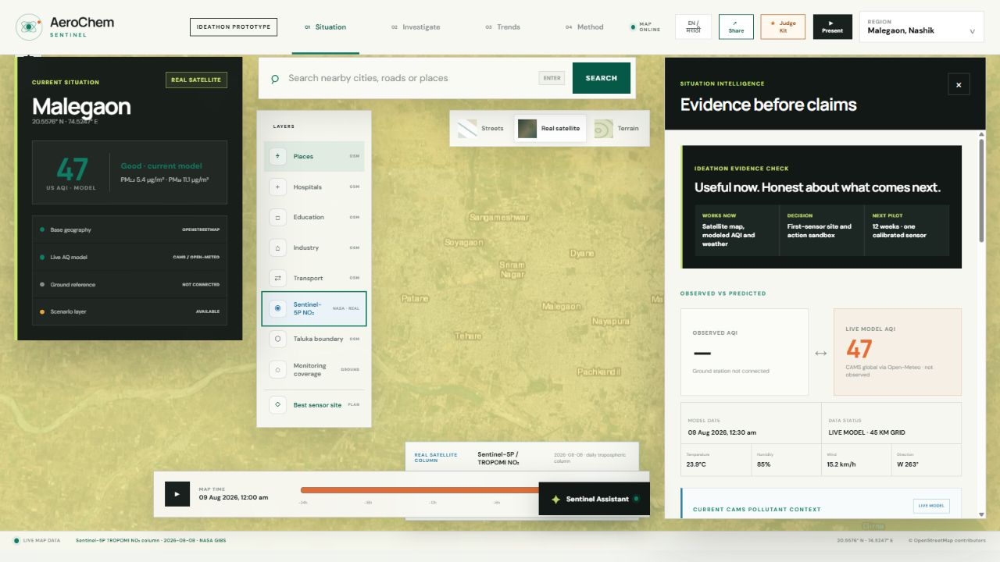 AeroChem
SENTINEL
IDEATHON PROTOTYPE
01 Situation
02 Investigate
03 Trends
04 Method
MAP ONLINE
EN /
मराठी
↗
Share
★ Judge
Kit
▶
Present
REGION
Malegaon, Nashik
CURRENT SITUATION
REAL SATELLITE
Malegaon
20.5576° N · 74.5247° E
47
US AQI · MODEL
Good · current model
PM₂.₅ 5.4 µg/m³ · PM₁₀ 11.1 µg/m³
Base geography OPENSTREETMAP
Live AQ model CAMS / OPEN-METEO
Ground reference NOT CONNECTED
Scenario layer AVAILABLE
Search nearby cities, roads or places
ENTER
SEARCH
LAYERS
Places OSM
Hospitals OSM
Education OSM
Industry OSM
Transport OSM
Sentinel-
5P NO₂ NASA · REAL
Taluka boundary OSM
Monitoring
coverage GROUND
Best sensor site PLAN
Streets
Real satellite
Terrain
Sangameshwar
Soyagaon
Dyane
Sriram
Nagar
Patane
Malegaon
Ma
Nayapura
Tehare
Pachkandil
Girna
REAL SATELLITE
COLUMN
Sentinel-5P /
TROPOMI NO₂
2026-08-08 · daily tropospheric
column
MAP TIME
09 Aug 2026, 12:00 am
-24h -18h -12h -6h
Sentinel Assistant
SITUATION INTELLIGENCE
Evidence before claims
×
IDEATHON EVIDENCE CHECK
Useful now. Honest about what comes next.
WORKS NOW
Satellite map,
modeled AQI and
weather
DECISION
First-sensor site and
action sandbox
NEXT PILOT
12 weeks · one
calibrated sensor
OBSERVED VS PREDICTED
OBSERVED AQI
—
Ground station not connected
↔
LIVE MODEL AQI
47
CAMS global via Open-Meteo · not
observed
MODEL DATE
09 Aug 2026, 12:30 am
DATA STATUS
LIVE MODEL · 45 KM GRID
Temperature
23.9°C
Humidity
85%
Wind
15.2 km/h
Direction
W 263°
CURRENT CAMS POLLUTANT CONTEXT
LIVE MODEL
LIVE MAP DATA
Sentinel-5P TROPOMI NO₂ column · 2026-08-08 · NASA GIBS
20.5576° N · 74.5247° E
© OpenStreetMap contributors